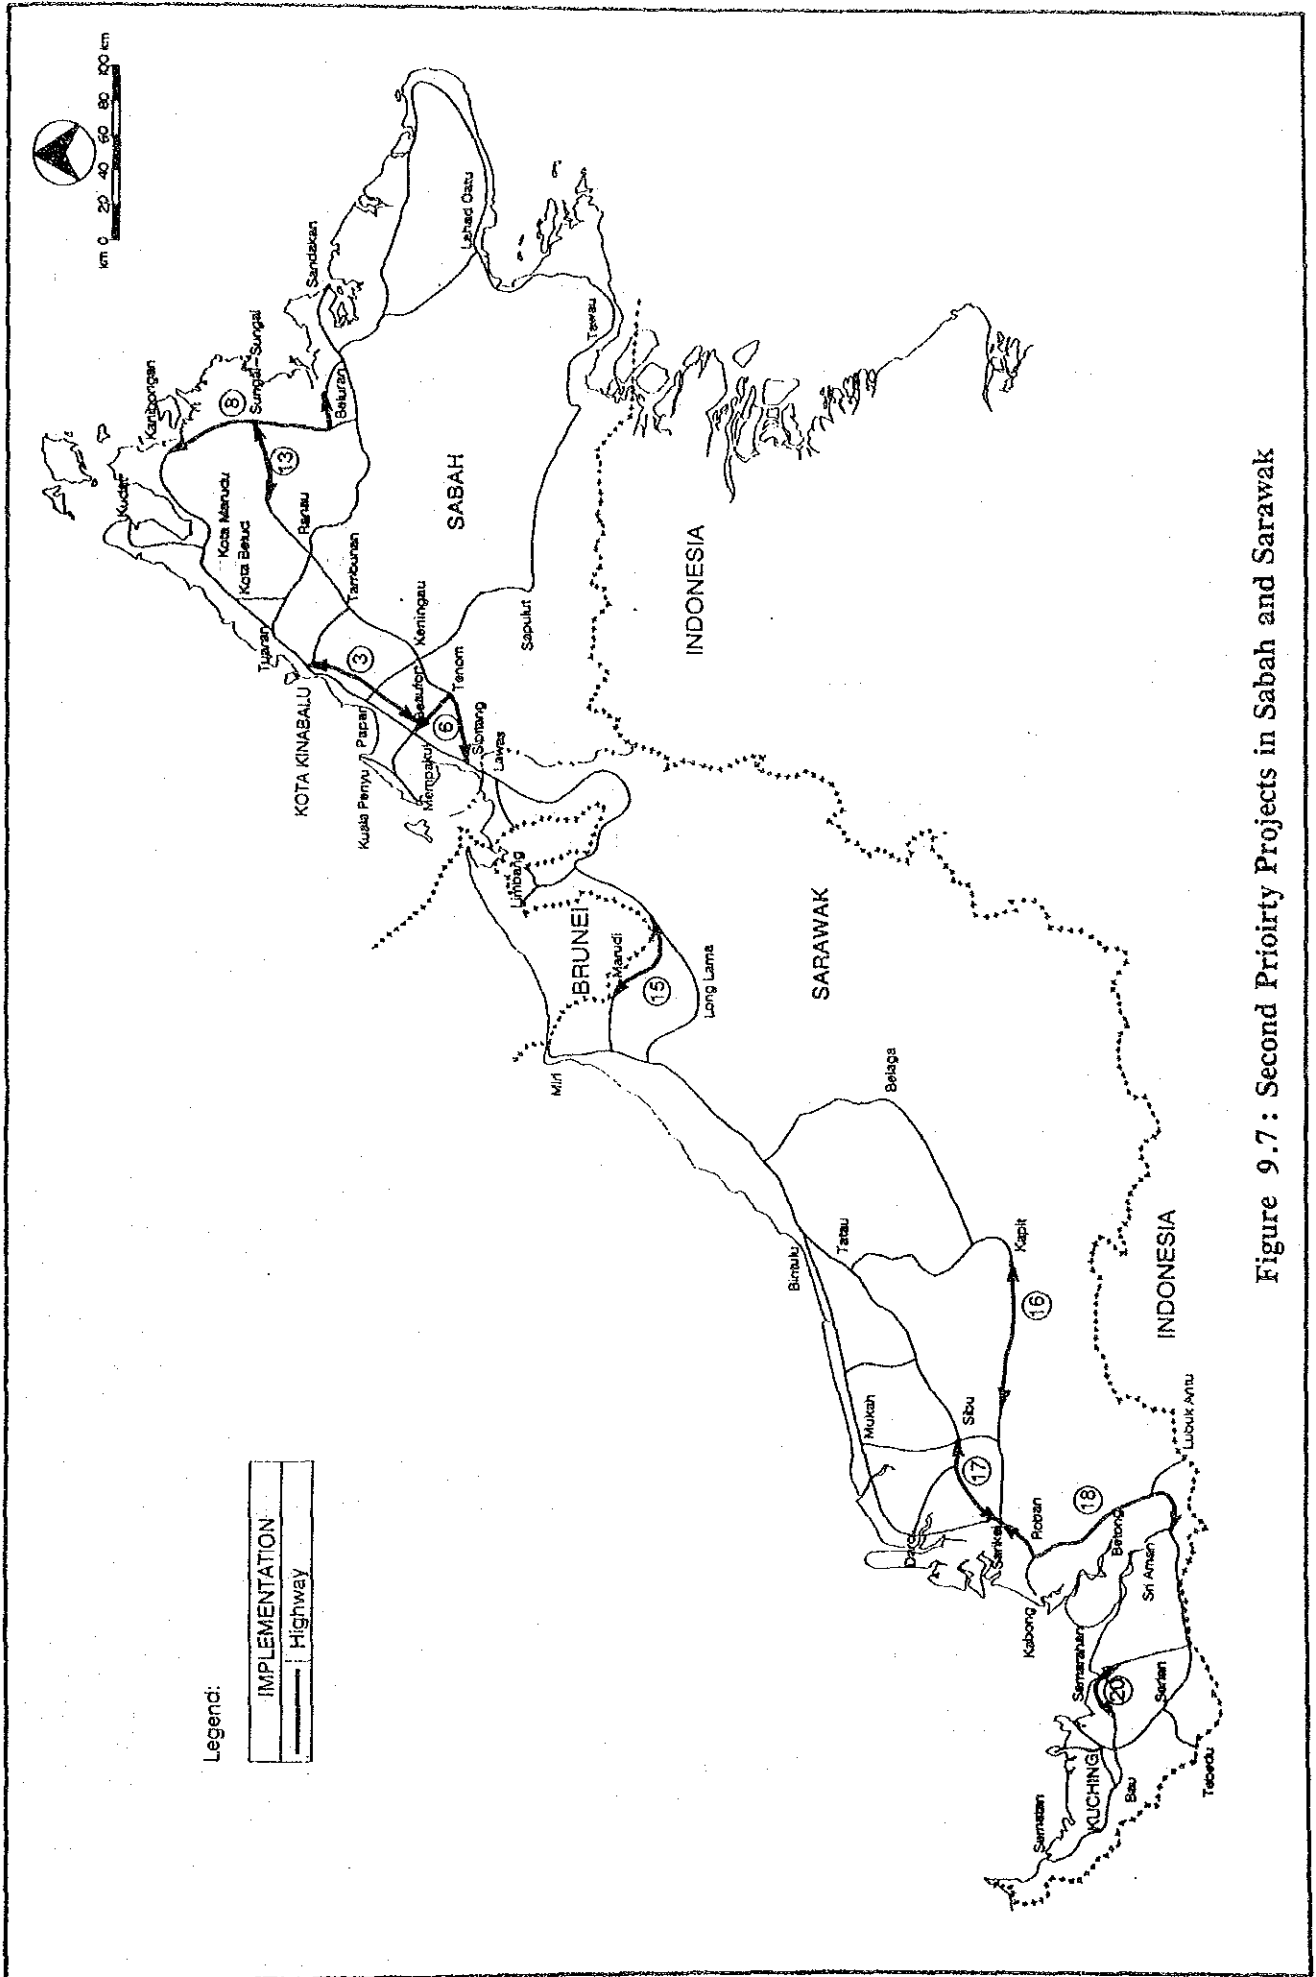 km 0 20 40 60 80 100 km
Legend:
IMPLEMENTATION
Highway
Kudat
Kanibongan
8
Sungai-Sungai
Sandakan
Kota Marudu
Kota Belud
13
Beluran
Ranau
Tuaran
Tambunan
KOTA KINABALU
3
SABAH
Lahad Datu
Papar
Kuala Penyu
Keningau
Beaufort
Tenom
Mempakul
6
Sipitang
Lawas
Sapulut
Tawau
INDONESIA
Limbang
BRUNEI
Marudi
15
Long Lama
Miri
SARAWAK
Belaga
Bintulu
Tatau
Kapit
16
Mukah
Sibu
17
INDONESIA
Daro
Sarikei
Roban
18
Lubuk Antu
Betong
Kabong
Sri Aman
Semarahan
20
Serian
Sematan
KUCHING
Bau
Tebedu
Figure 9.7 : Second Prioirty Projects in Sabah and Sarawak